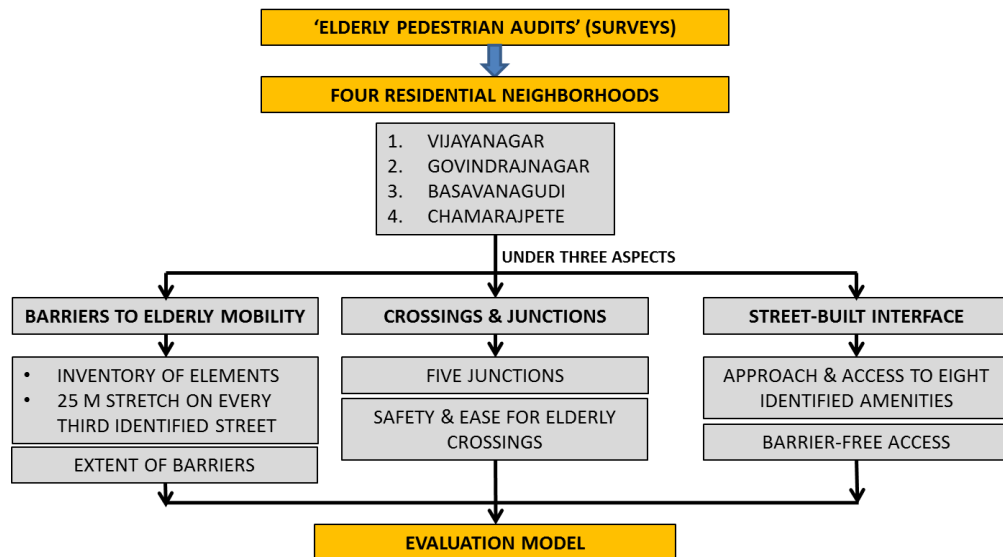 ‘ELDERLY PEDESTRIAN AUDITS’ (SURVEYS)
FOUR RESIDENTIAL NEIGHBORHOODS
1. VIJAYANAGAR
2. GOVINDRAJNAGAR
3. BASAVANAGUDI
4. CHAMARAJPETE
UNDER THREE ASPECTS
BARRIERS TO ELDERLY MOBILITY
• INVENTORY OF ELEMENTS
• 25 M STRETCH ON EVERY
THIRD IDENTIFIED STREET
EXTENT OF BARRIERS
CROSSINGS & JUNCTIONS
FIVE JUNCTIONS
SAFETY & EASE FOR ELDERLY
CROSSINGS
STREET-BUILT INTERFACE
APPROACH & ACCESS TO EIGHT
IDENTIFIED AMENITIES
BARRIER-FREE ACCESS
EVALUATION MODEL